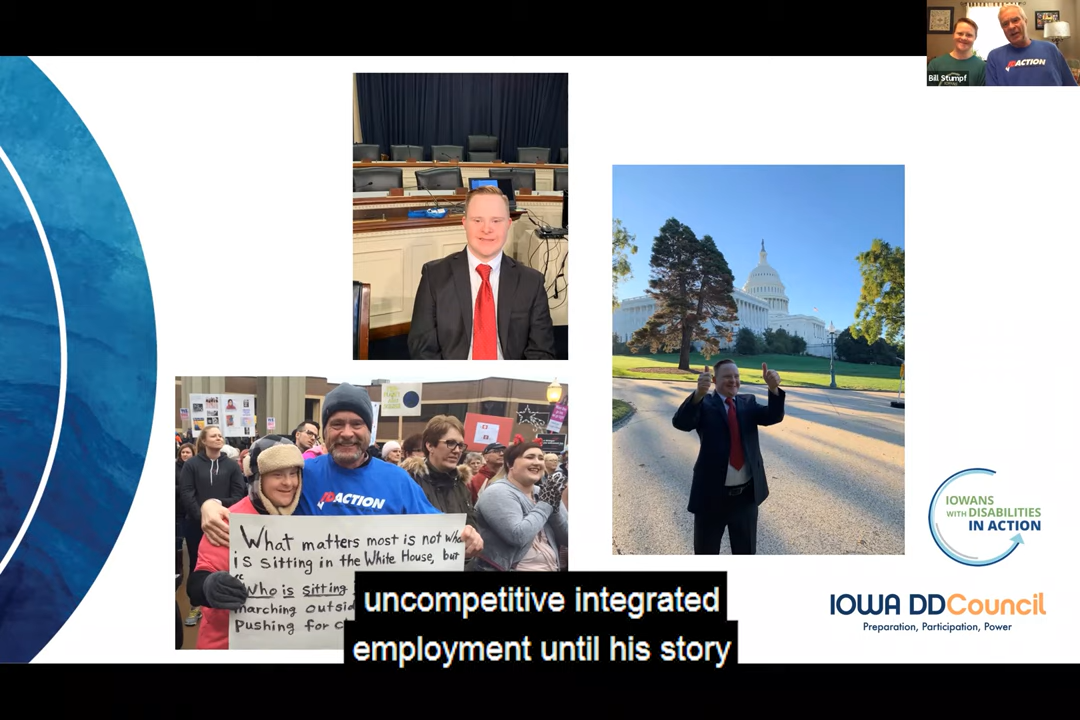 Bill Stumpf
ACTION
ACTION
What matters most is not who
is sitting in the White House, but
"Who is sitting
marching outsid
pushing for c
uncompetitive integrated
employment until his story
IOWANS
WITH DISABILITIES
IN ACTION
IOWA DDCouncil
Preparation, Participation, Power